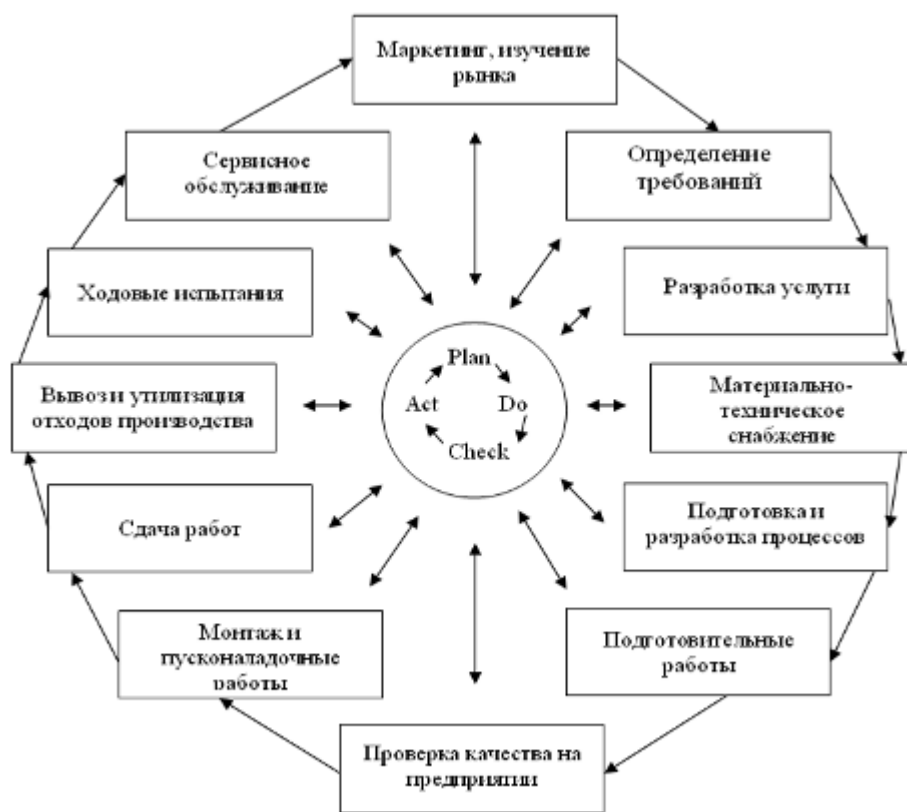 Маркетинг, изучение
рынка
Определение
требований
Разработка услуги
Материально-
техническое
снабжение
Подготовка и
разработка процессов
Подготовительные
работы
Проверка качества на
предприятии
Монтаж и
пусконаладочные
работы
Сдача работ
Вывоз и утилизация
отходов производства
Ходовые испытания
Сервисное
обслуживание
Plan
Do
Check
Act